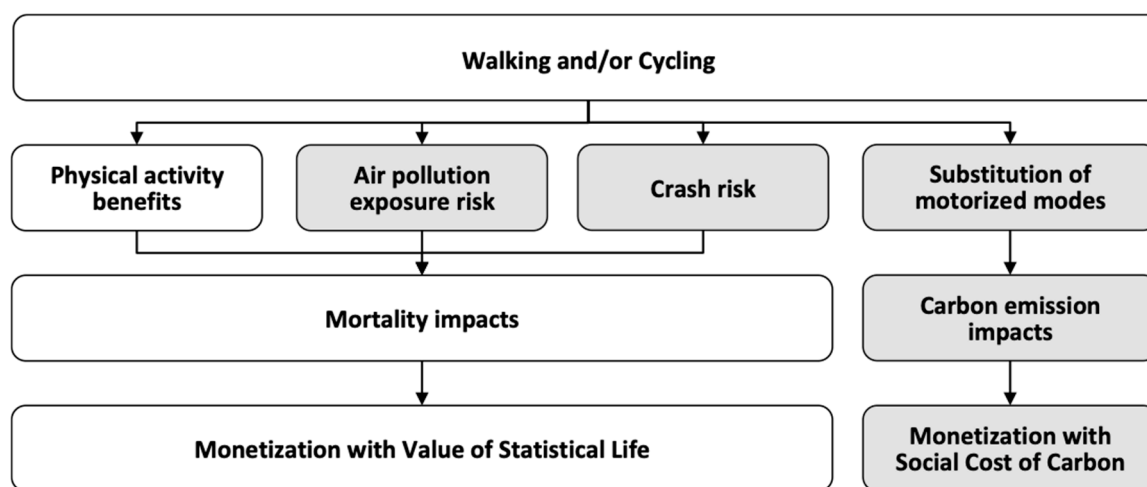 Walking and/or Cycling
Physical activity
benefits
Air pollution
exposure risk
Crash risk
Substitution of
motorized modes
Mortality impacts
Carbon emission
impacts
Monetization with Value of Statistical Life
Monetization with
Social Cost of Carbon